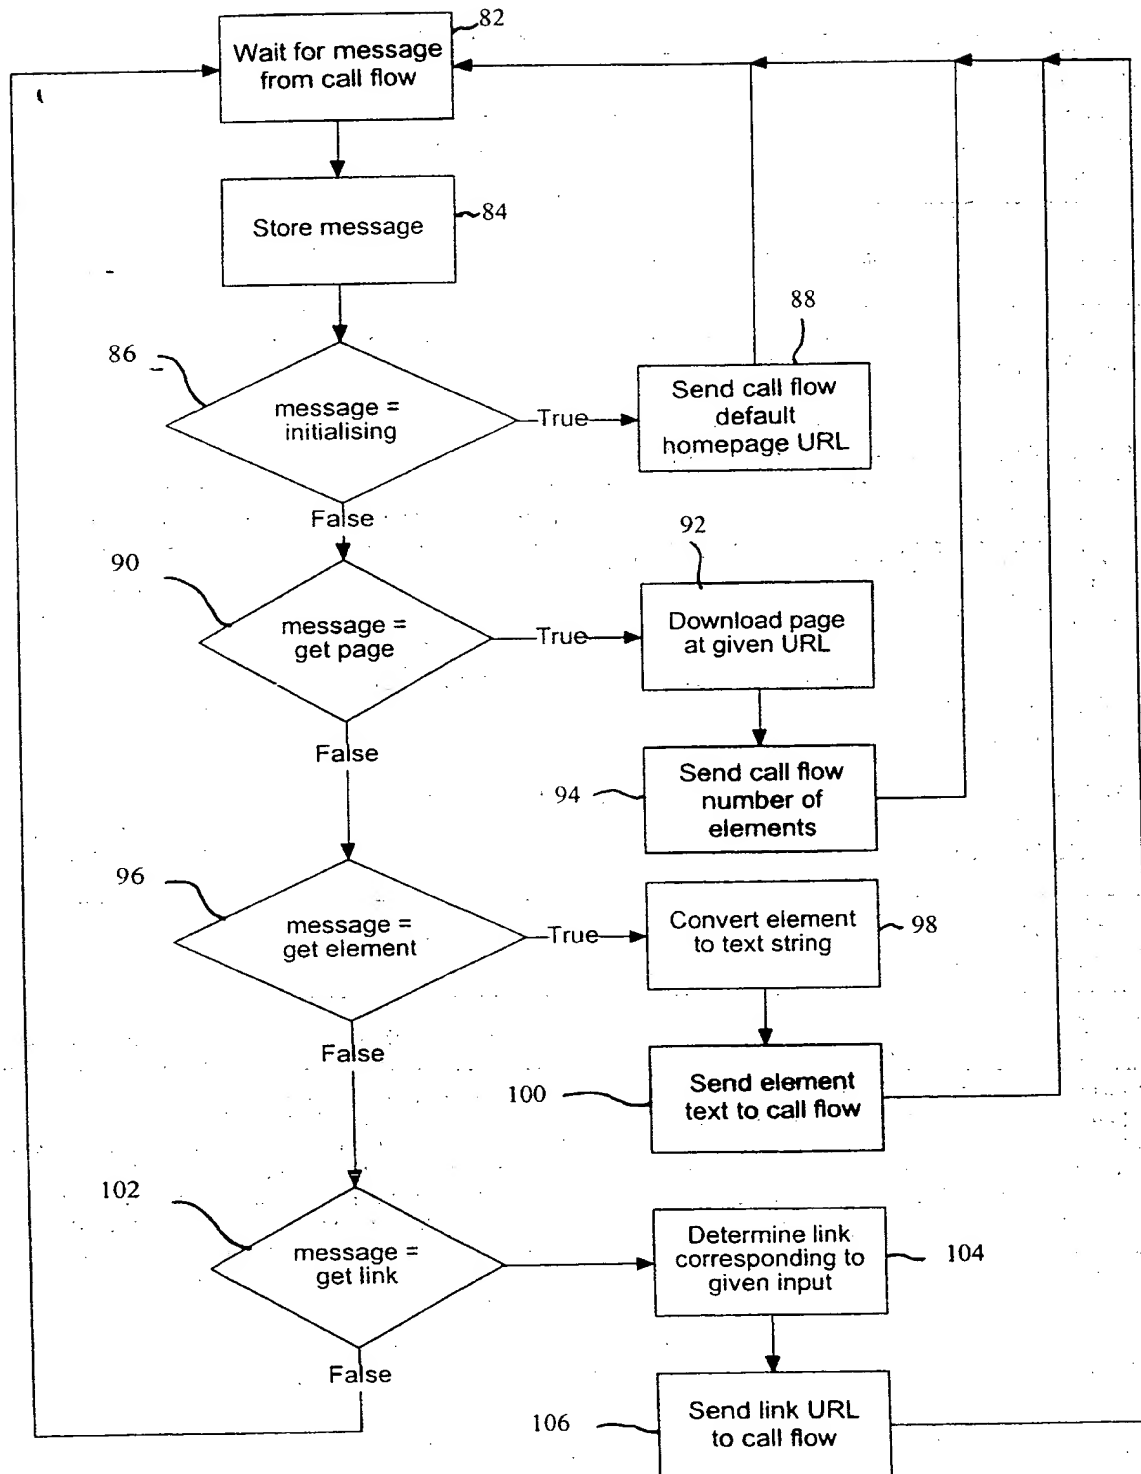 82
Wait for message
from call flow
84
Store message
86
message =
initialising
True
88
Send call flow
default
homepage URL
False
90
message =
get page
True
92
Download page
at given URL
False
94
Send call flow
number of
elements
96
message =
get element
True
98
Convert element
to text string
False
100
Send element
text to call flow
102
message =
get link
104
Determine link
corresponding to
given input
False
106
Send link URL
to call flow